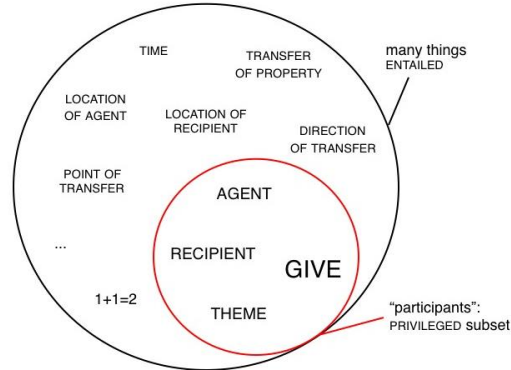 TIME
TRANSFER
OF PROPERTY
many things
ENTAILED
LOCATION
OF AGENT
LOCATION OF
RECIPIENT
DIRECTION
OF TRANSFER
POINT OF
TRANSFER
AGENT
...
RECIPIENT
GIVE
1+1=2
THEME
“participants”:
PRIVILEGED subset